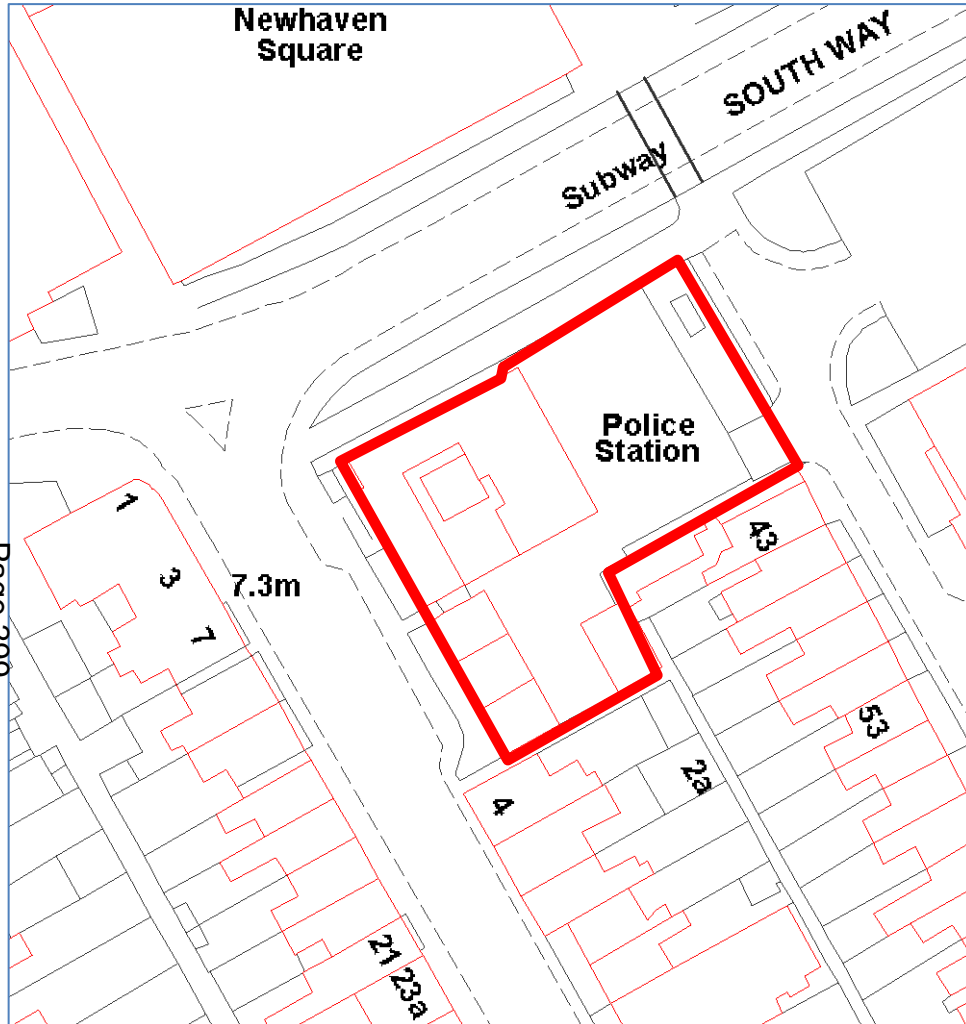 Newhaven
Square
SOUTH WAY
Subway
Police
Station
1
3
7
7.3m
43
53
2a
4
21 23a